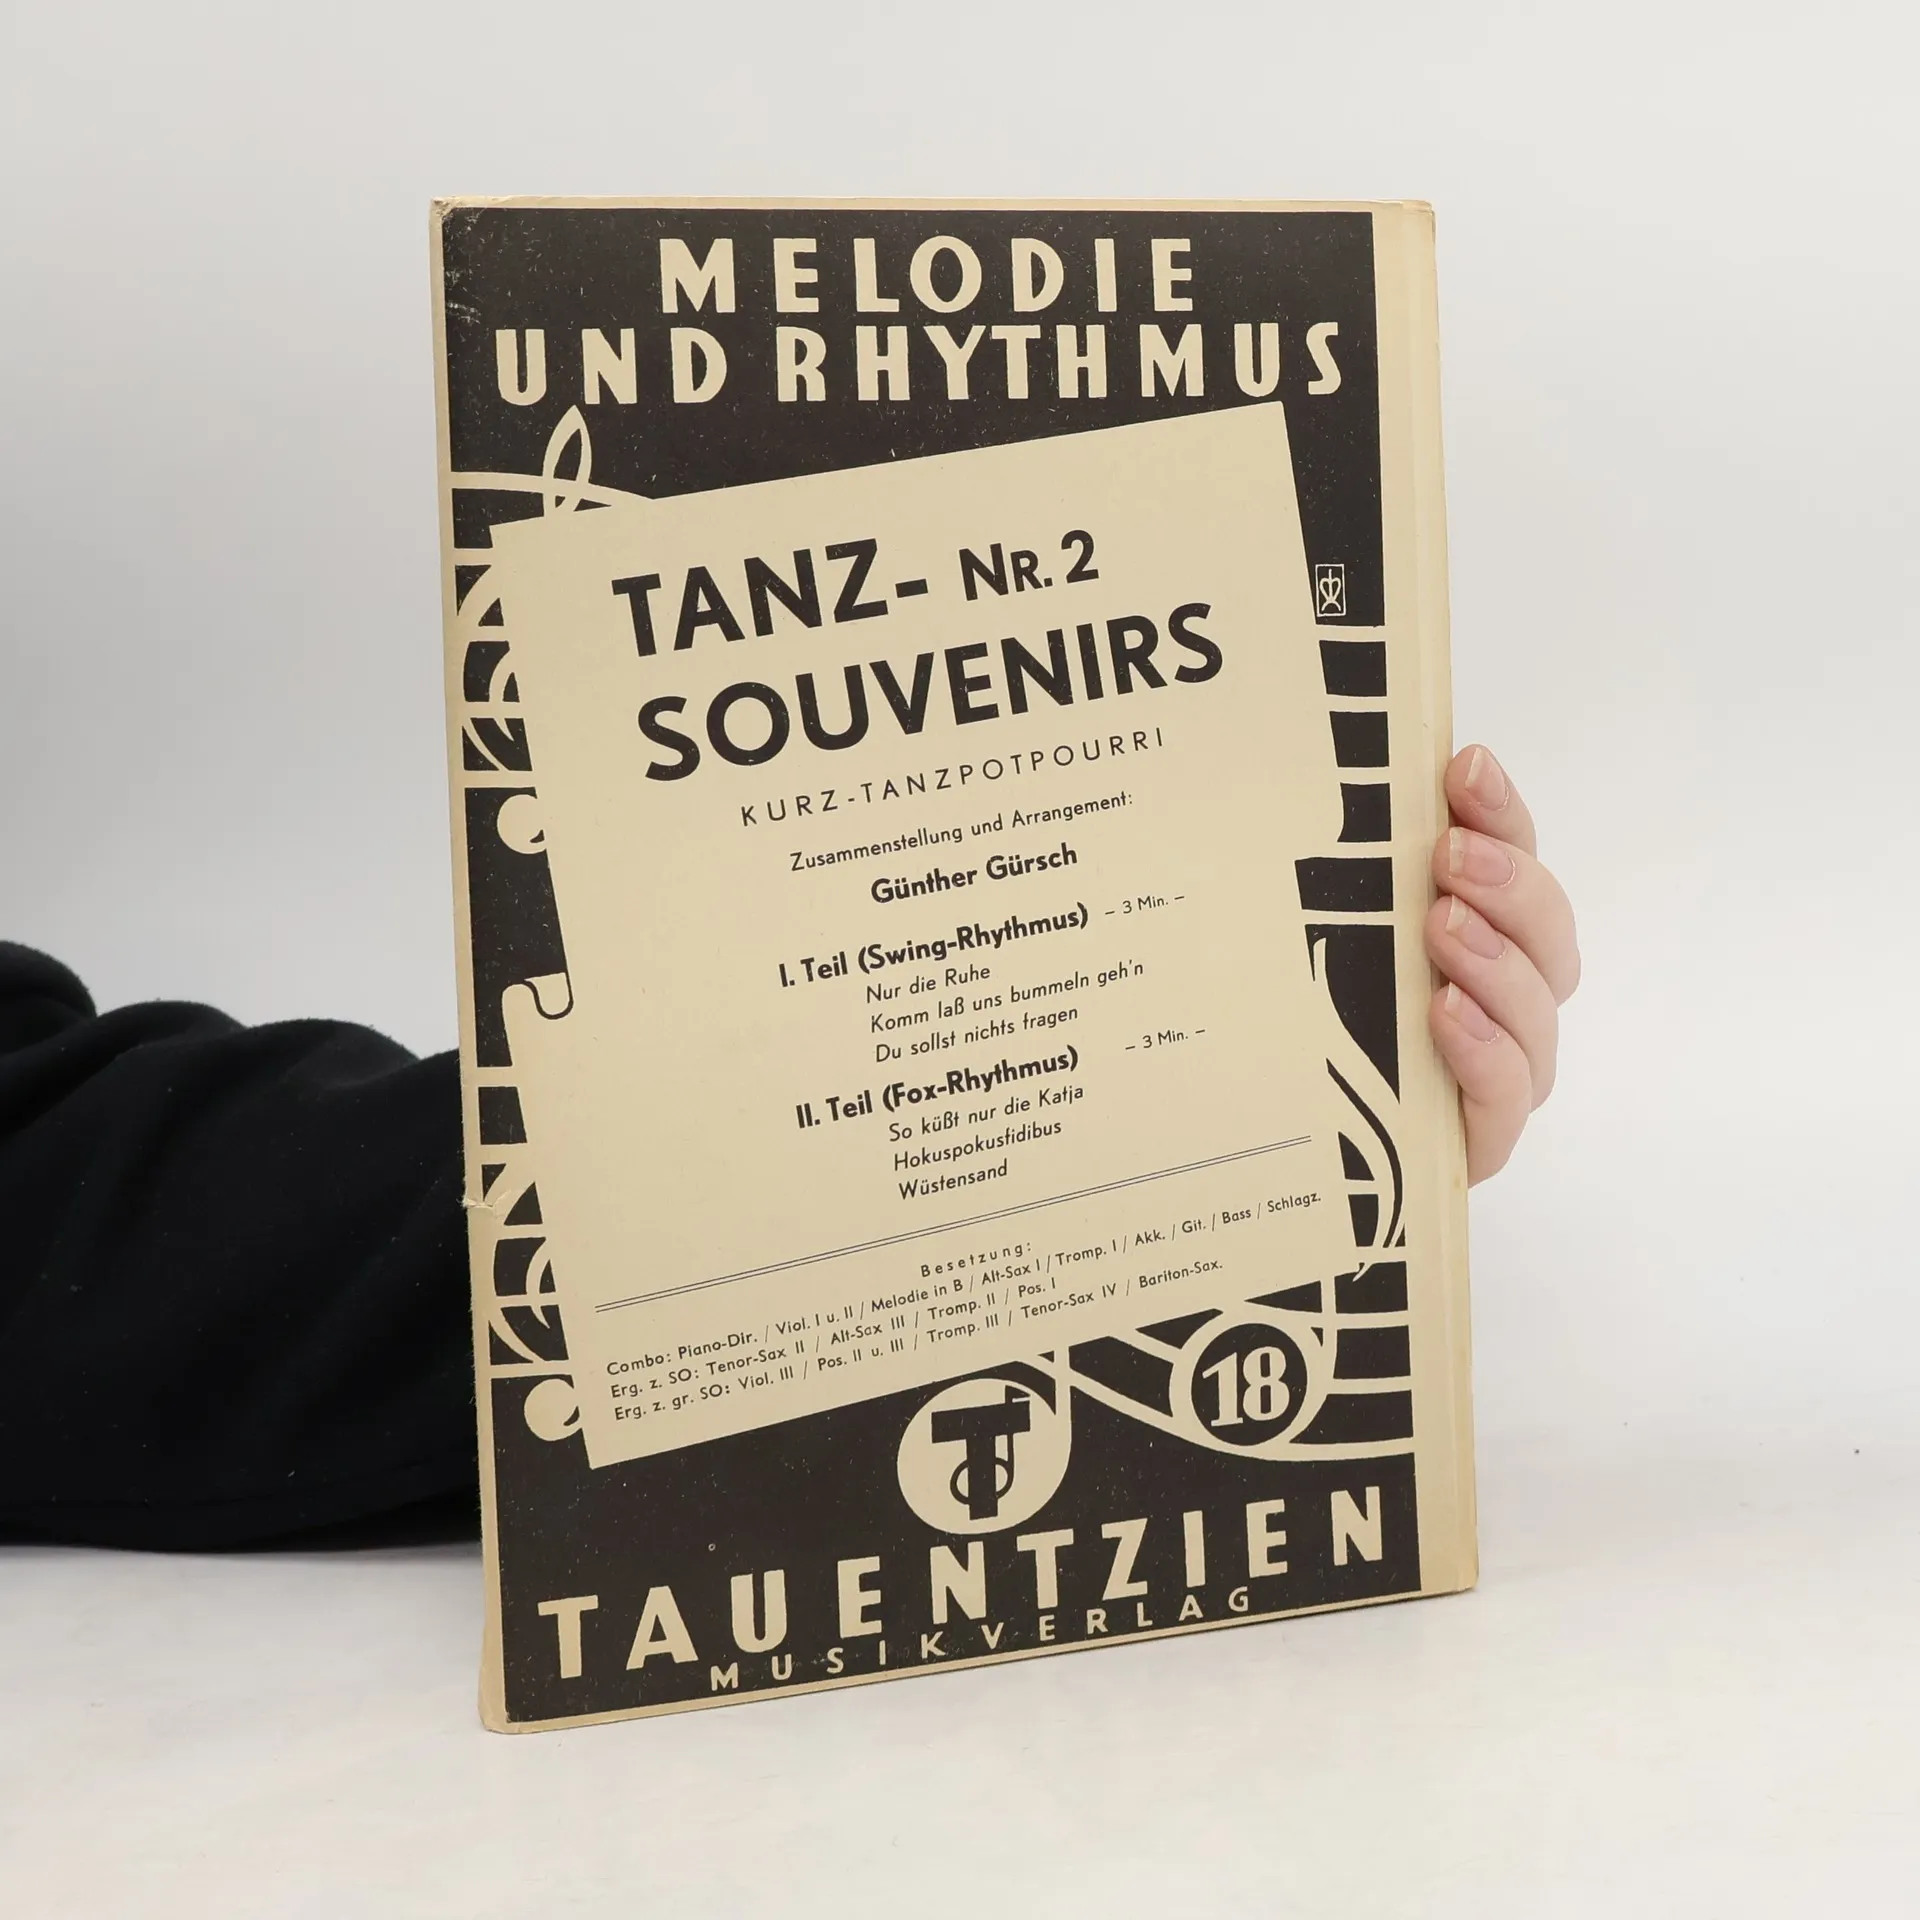 MELODIE
UND RHYTHMUS
TANZ- NR. 2
SOUVENIRS
KURZ-TANZPOTPOURRI
Zusammenstellung und Arrangement:
Günther Gürsch
I. Teil (Swing-Rhythmus) – 3 Min. –
Nur die Ruhe
Komm laß uns bummeln geh'n
Du sollst nichts fragen
II. Teil (Fox-Rhythmus) – 3 Min. –
So küßt nur die Katja
Hokuspokusfidibus
Wüstensand
Besetzung:
Combo: Piano-Dir. / Viol. I u. II / Melodie in B / Alt-Sax I / Tromp. I / Akk. / Git. / Bass / Schlagz.
Erg. z. SO: Tenor-Sax II / Alt-Sax III / Tromp. II / Pos. I
Erg. z. gr. SO: Viol. III / Pos. II u. III / Tromp. III / Tenor-Sax IV / Bariton-Sax.
18
TAUENTZIEN
MUSIKVERLAG